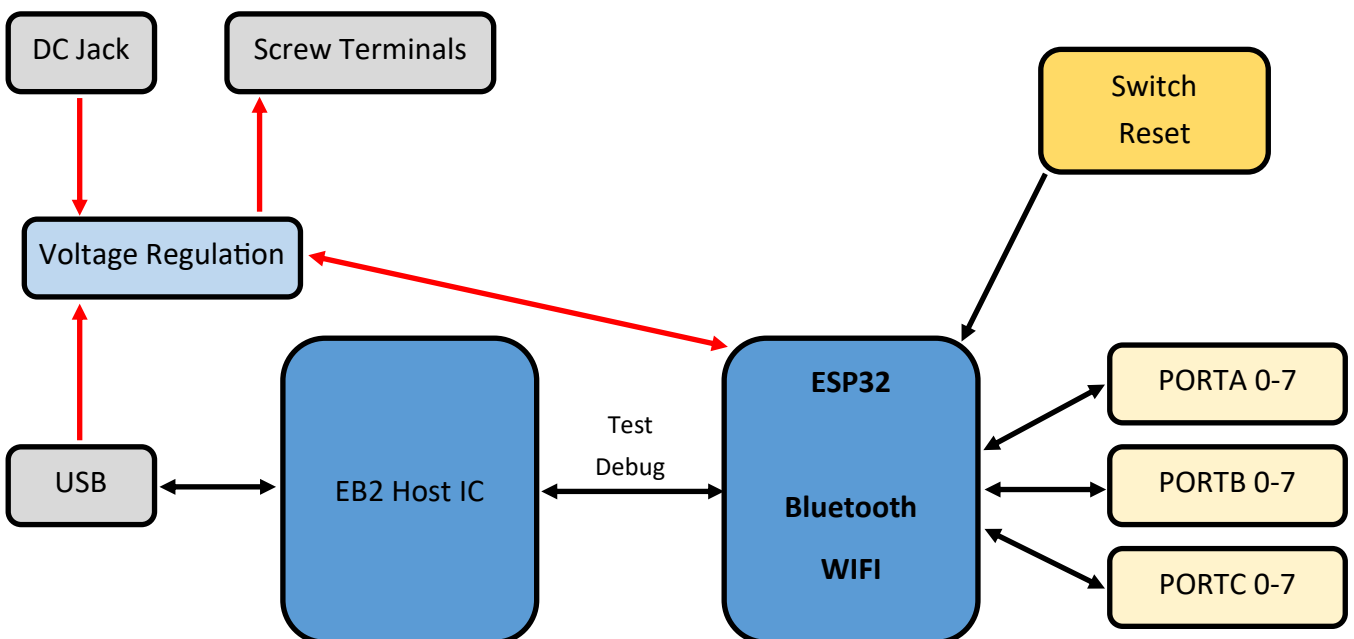 DC Jack
Screw Terminals
Switch
Reset
Voltage Regulation
ESP32
Bluetooth
WIFI
Test
Debug
USB
EB2 Host IC
PORTA 0-7
PORTB 0-7
PORTC 0-7